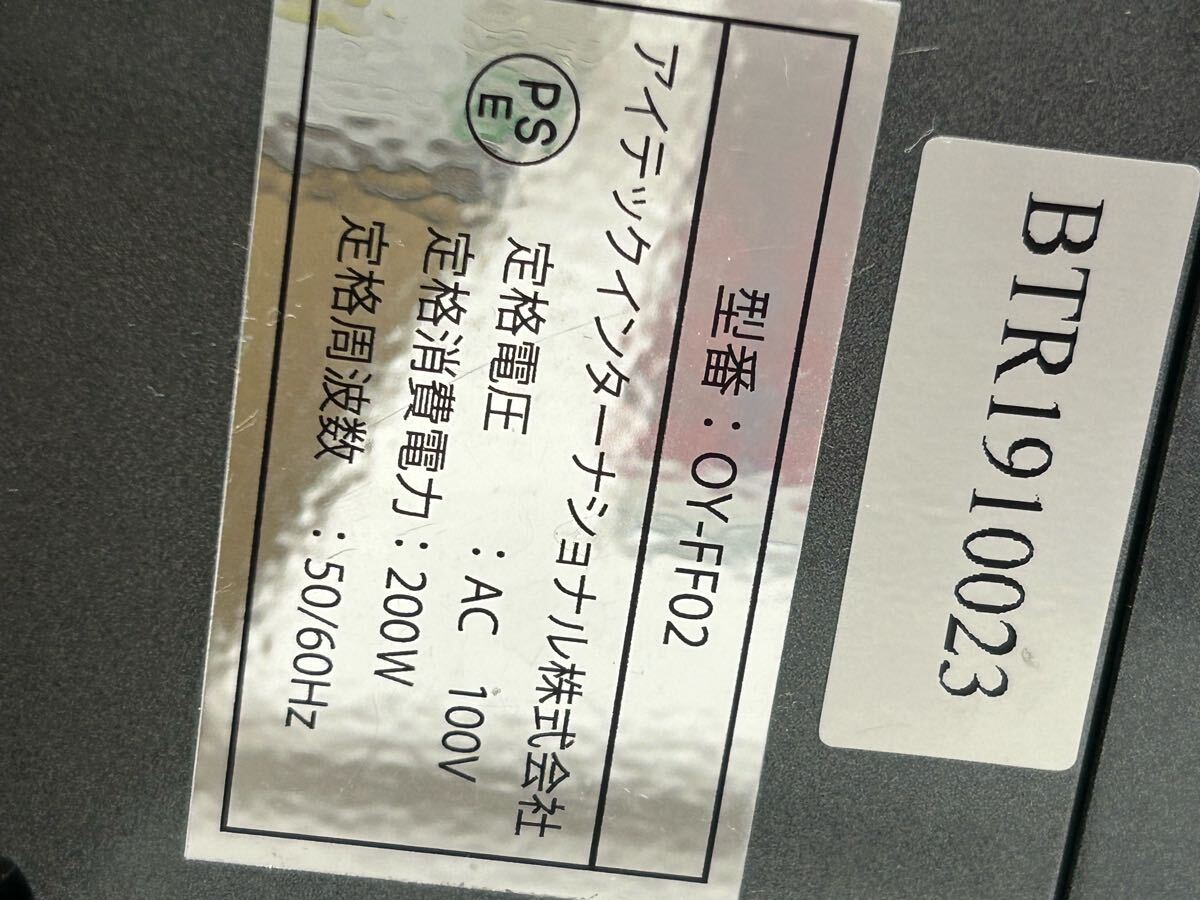 BTR1910023
型番：OY-FF02
アイテックインターナショナル株式会社
PS
E
定格電圧　：AC 100V
定格消費電力：200W
定格周波数　：50/60Hz